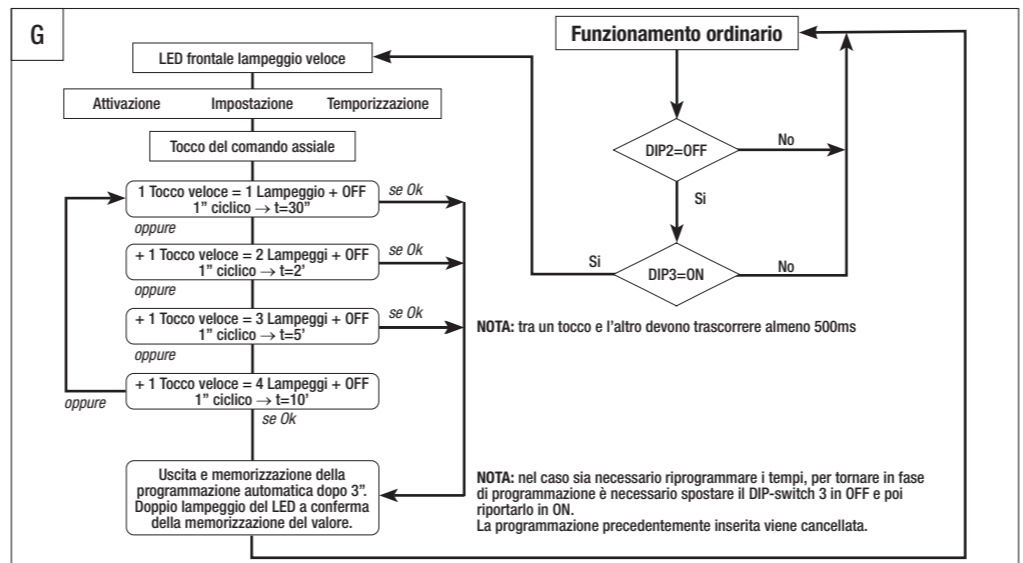 G
Funzionamento ordinario
LED frontale lampeggio veloce
Attivazione Impostazione Temporizzazione
Tocco del comando assiale
DIP2=OFF
No
Si
DIP3=ON
Si
No
1 Tocco veloce = 1 Lampeggio + OFF
1” ciclico → t=30”
se Ok
oppure
+ 1 Tocco veloce = 2 Lampeggi + OFF
1” ciclico → t=2’
se Ok
oppure
+ 1 Tocco veloce = 3 Lampeggi + OFF
1” ciclico → t=5’
se Ok
oppure
+ 1 Tocco veloce = 4 Lampeggi + OFF
1” ciclico → t=10’
oppure
se Ok
NOTA: tra un tocco e l’altro devono trascorrere almeno 500ms
Uscita e memorizzazione della
programmazione automatica dopo 3”.
Doppio lampeggio del LED a conferma
della memorizzazione del valore.
NOTA: nel caso sia necessario riprogrammare i tempi, per tornare in fase
di programmazione è necessario spostare il DIP-switch 3 in OFF e poi
riportarlo in ON.
La programmazione precedentemente inserita viene cancellata.